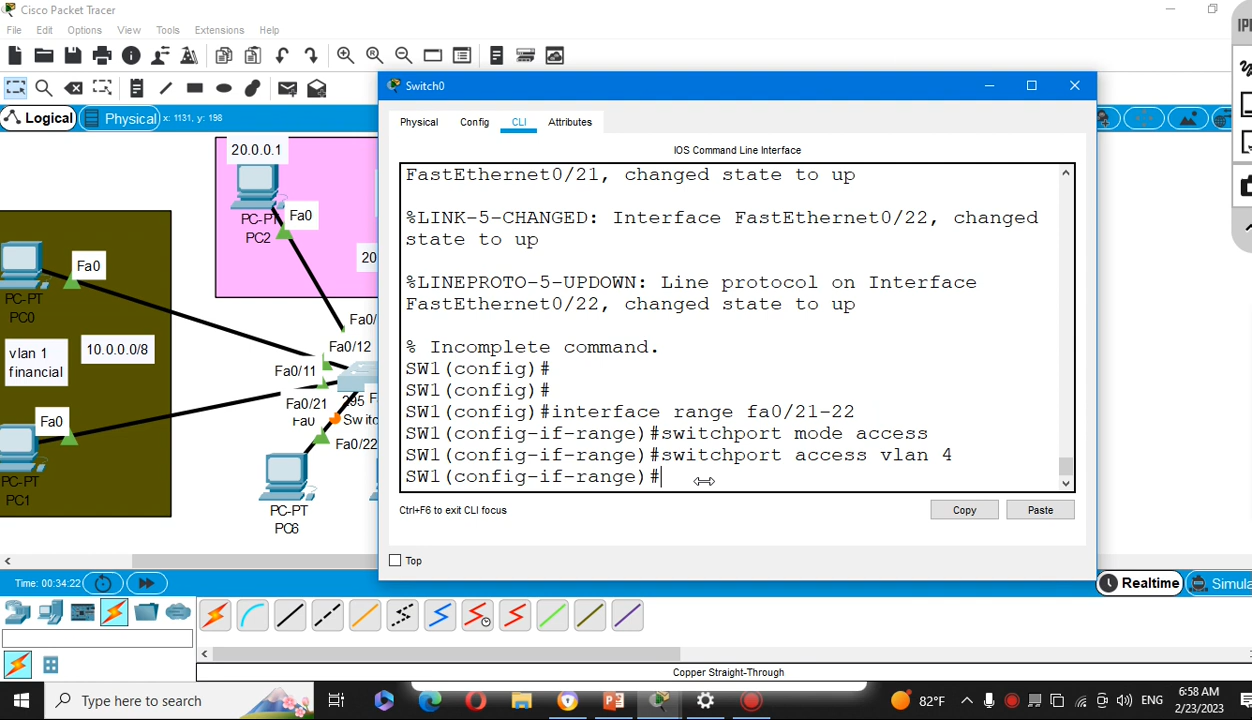 Cisco Packet Tracer
File Edit Options View Tools Extensions Help
Logical
Physical
x: 1131, y: 198
20.0.0.1
PC-PT
PC2
Fa0
20
Fa0
PC-PT
PC0
vlan 1
financial
10.0.0.0/8
Fa0
PC-PT
PC1
Fa0/
Fa0/12
Fa0/11
Fa0/21
Fa0
Fa0/22
PC-PT
PC6
Switch0
Physical Config CLI Attributes
IOS Command Line Interface
FastEthernet0/21, changed state to up
%LINK-5-CHANGED: Interface FastEthernet0/22, changed
state to up
%LINEPROTO-5-UPDOWN: Line protocol on Interface
FastEthernet0/22, changed state to up
% Incomplete command.
SW1(config)#
SW1(config)#
SW1(config)#interface range fa0/21-22
SW1(config-if-range)#switchport mode access
SW1(config-if-range)#switchport access vlan 4
SW1(config-if-range)#
Ctrl+F6 to exit CLI focus
Copy
Paste
Top
Time: 00:34:22
Realtime
Simula
Copper Straight-Through
Type here to search
82°F
ENG
6:58 AM
2/23/2023